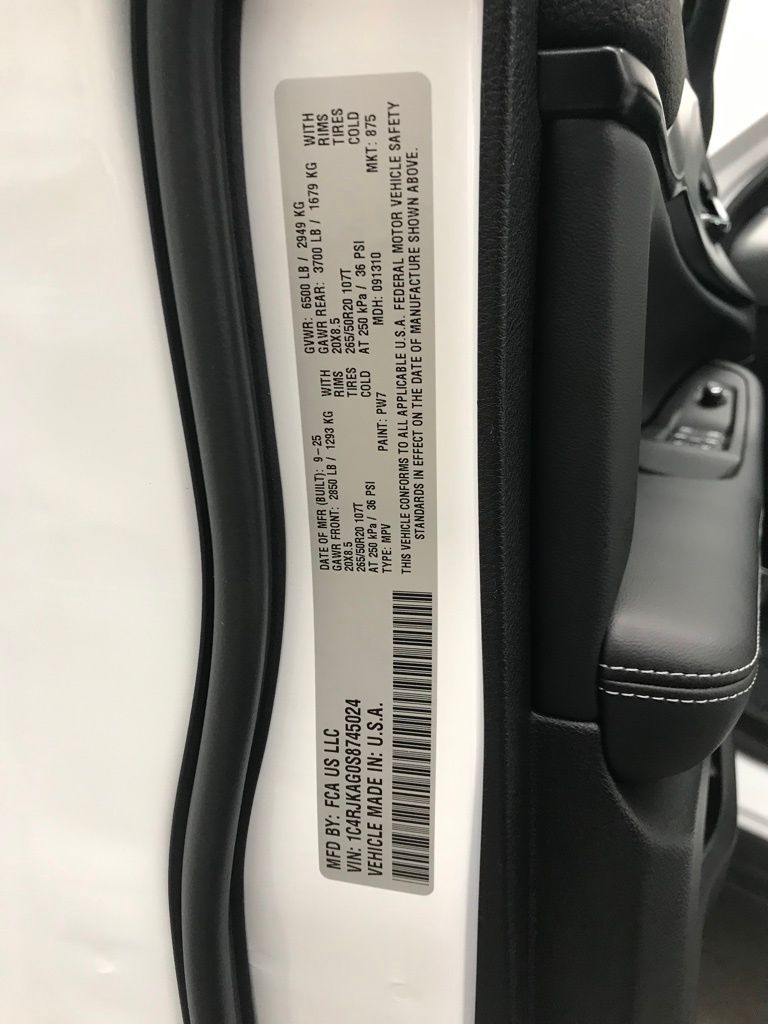 MFD BY: FCA US LLC
VIN: 1C4RJKAG0S8745024
VEHICLE MADE IN: U.S.A.
DATE OF MFR (BUILT): 9-25 GVWR: 6500 LB / 2949 KG
GAWR FRONT: 2850 LB / 1293 KG WITH GAWR REAR: 3700 LB / 1679 KG WITH
20X8.5 RIMS 20X8.5 RIMS
265/50R20 107T TIRES 265/50R20 107T TIRES
AT 250 kPa / 36 PSI COLD AT 250 kPa / 36 PSI COLD
TYPE: MPV PAINT: PW7 MDH: 091310 MKT: 875
THIS VEHICLE CONFORMS TO ALL APPLICABLE U.S.A. FEDERAL MOTOR VEHICLE SAFETY
STANDARDS IN EFFECT ON THE DATE OF MANUFACTURE SHOWN ABOVE.